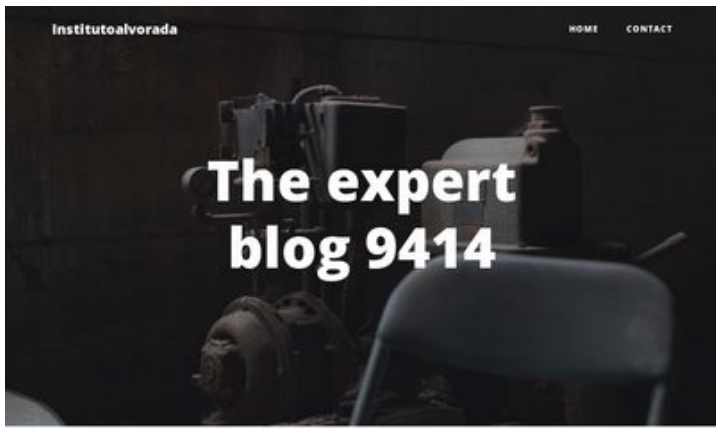 Institutoalvorada
HOME
CONTACT
The expert
blog 9414